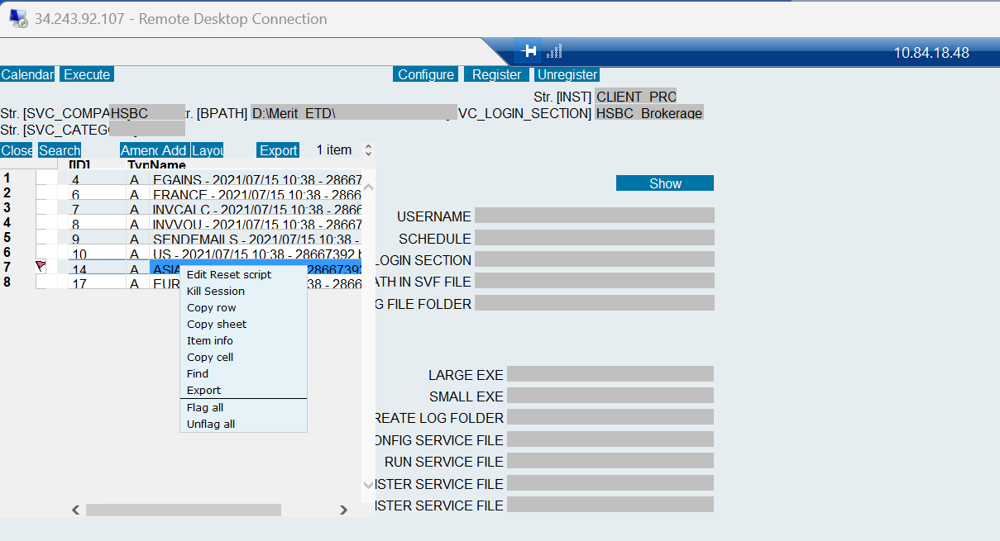 34.243.92.107 - Remote Desktop Connection
10.84.18.48
Calendar Execute Configure Register Unregister
Str. [INST] CLIENT_PRO
Str. [SVC_COMPA HSBC tr. [BPATH] D:\Merit_ETD\ VC_LOGIN_SECTION] HSBC_Brokerage
Str. [SVC_CATEG
Close Search Amend Add Layou Export 1 item
[ID] Typ Name
1 4 A EGAINS - 2021/07/15 10:38 - 28667
2 6 A FRANCE - 2021/07/15 10:38 - 2866
3 7 A INVCALC - 2021/07/15 10:38 - 2866
4 8 A INVVOU - 2021/07/15 10:38 - 28667
5 9 A SENDEMAILS - 2021/07/15 10:38 -
6 10 A US - 2021/07/15 10:38 - 28667392
7 14 A ASIA 28667392
8 17 A EUR 38 - 2866
Edit Reset script
Kill Session
Copy row
Copy sheet
Item info
Copy cell
Find
Export
Flag all
Unflag all
Show
USERNAME
SCHEDULE
LOGIN SECTION
ATH IN SVF FILE
G FILE FOLDER
LARGE EXE
SMALL EXE
REATE LOG FOLDER
ONFIG SERVICE FILE
RUN SERVICE FILE
ISTER SERVICE FILE
ISTER SERVICE FILE